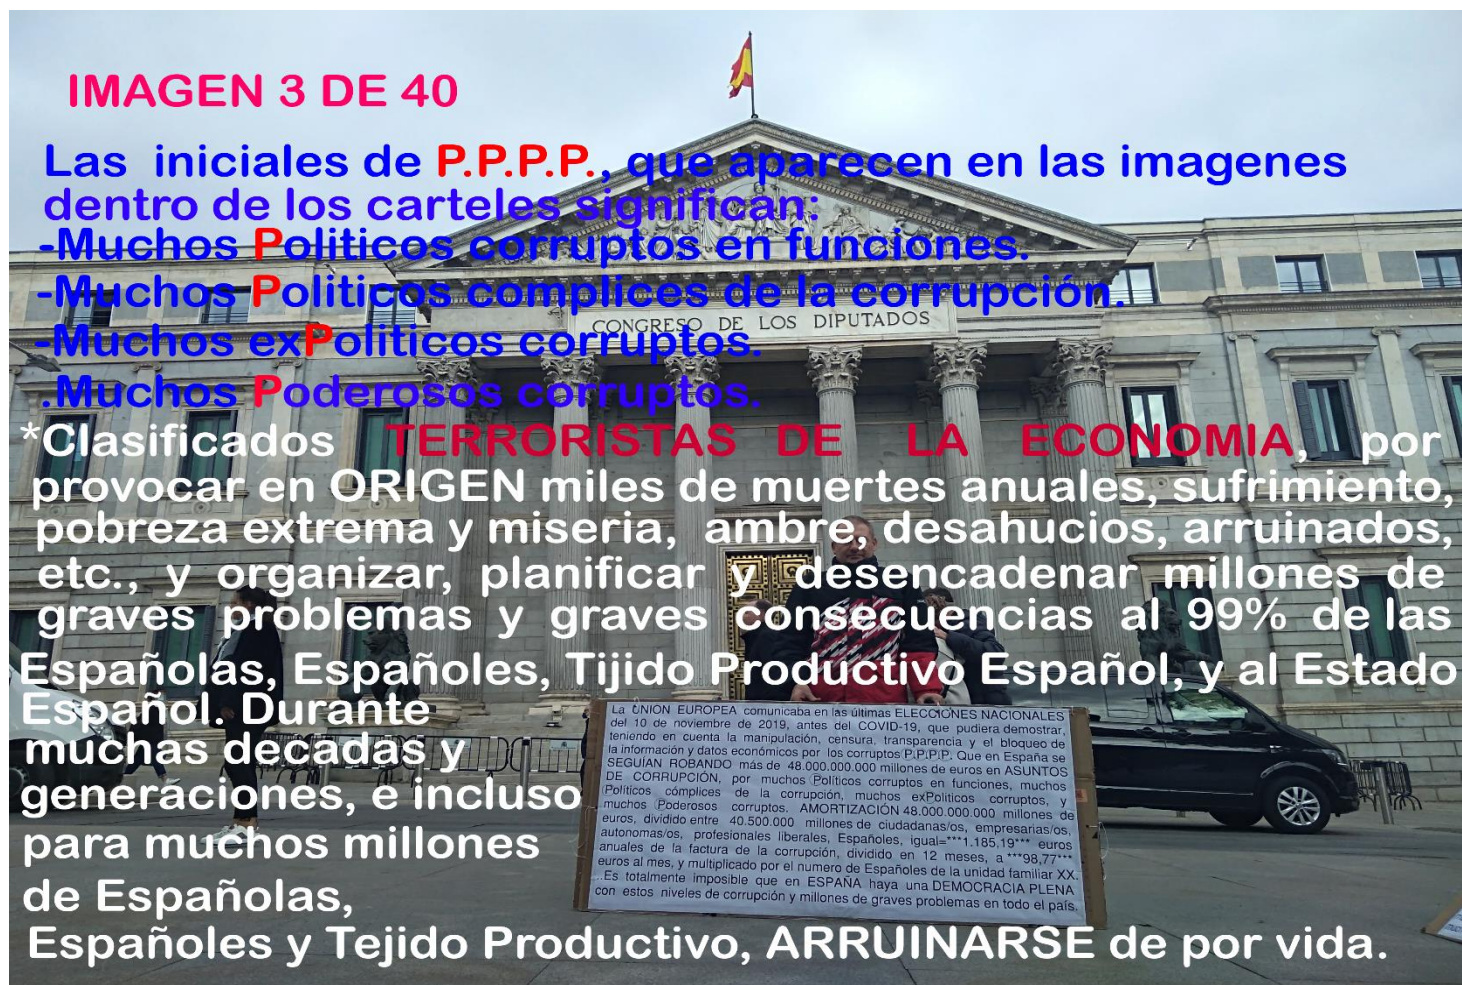 IMAGEN 3 DE 40
Las iniciales de P.P.P.P., que aparecen en las imagenes
dentro de los carteles significan:
-Muchos Politicos corruptos en funciones.
-Muchos Politicos complices de la corrupción.
CONGRESO DE LOS DIPUTADOS
-Muchos exPoliticos corruptos.
.Muchos Poderosos corruptos.
*Clasificados TERRORISTAS DE LA ECONOMIA, por
provocar en ORIGEN miles de muertes anuales, sufrimiento,
pobreza extrema y miseria, ambre, desahucios, arruinados,
etc., y organizar, planificar y desencadenar millones de
graves problemas y graves consecuencias al 99% de las
Españolas, Españoles, Tijido Productivo Español, y al Estado
Español. Durante
muchas decadas y
generaciones, e incluso
para muchos millones
de Españolas,
Españoles y Tejido Productivo, ARRUINARSE de por vida.
La UNION EUROPEA comunicaba en las últimas ELECCIONES NACIONALES
del 10 de noviembre de 2019, antes del COVID-19, que pudiera demostrar,
teniendo en cuenta la manipulación, censura, transparencia y el bloqueo de
la información y datos económicos por los corruptos P.P.P.P. Que en España se
SEGUÍAN ROBANDO más de 48.000.000.000 millones de euros en ASUNTOS
DE CORRUPCIÓN, por muchos Políticos corruptos en funciones, muchos
Políticos cómplices de la corrupción, muchos exPoliticos corruptos, y
muchos Poderosos corruptos. AMORTIZACIÓN 48.000.000.000 millones de
euros, dividido entre 40.500.000 millones de ciudadanas/os, empresarias/os,
autonomas/os, profesionales liberales, Españoles, igual=***1.185,19*** euros
anuales de la factura de la corrupción, dividido en 12 meses, a ***98,77***
euros al mes, y multiplicado por el numero de Españoles de la unidad familiar XX.
..Es totalmente imposible que en ESPAÑA haya una DEMOCRACIA PLENA
con estos niveles de corrupción y millones de graves problemas en todo el país.